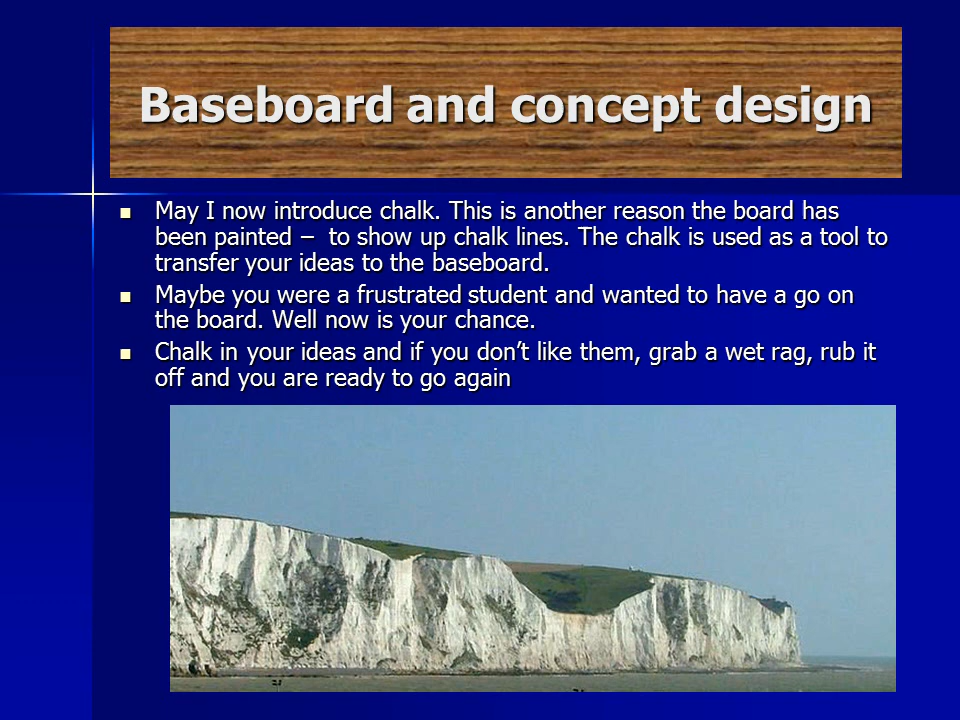 Baseboard and concept design
May I now introduce chalk. This is another reason the board has
been painted – to show up chalk lines. The chalk is used as a tool to
transfer your ideas to the baseboard.
Maybe you were a frustrated student and wanted to have a go on
the board. Well now is your chance.
Chalk in your ideas and if you don’t like them, grab a wet rag, rub it
off and you are ready to go again